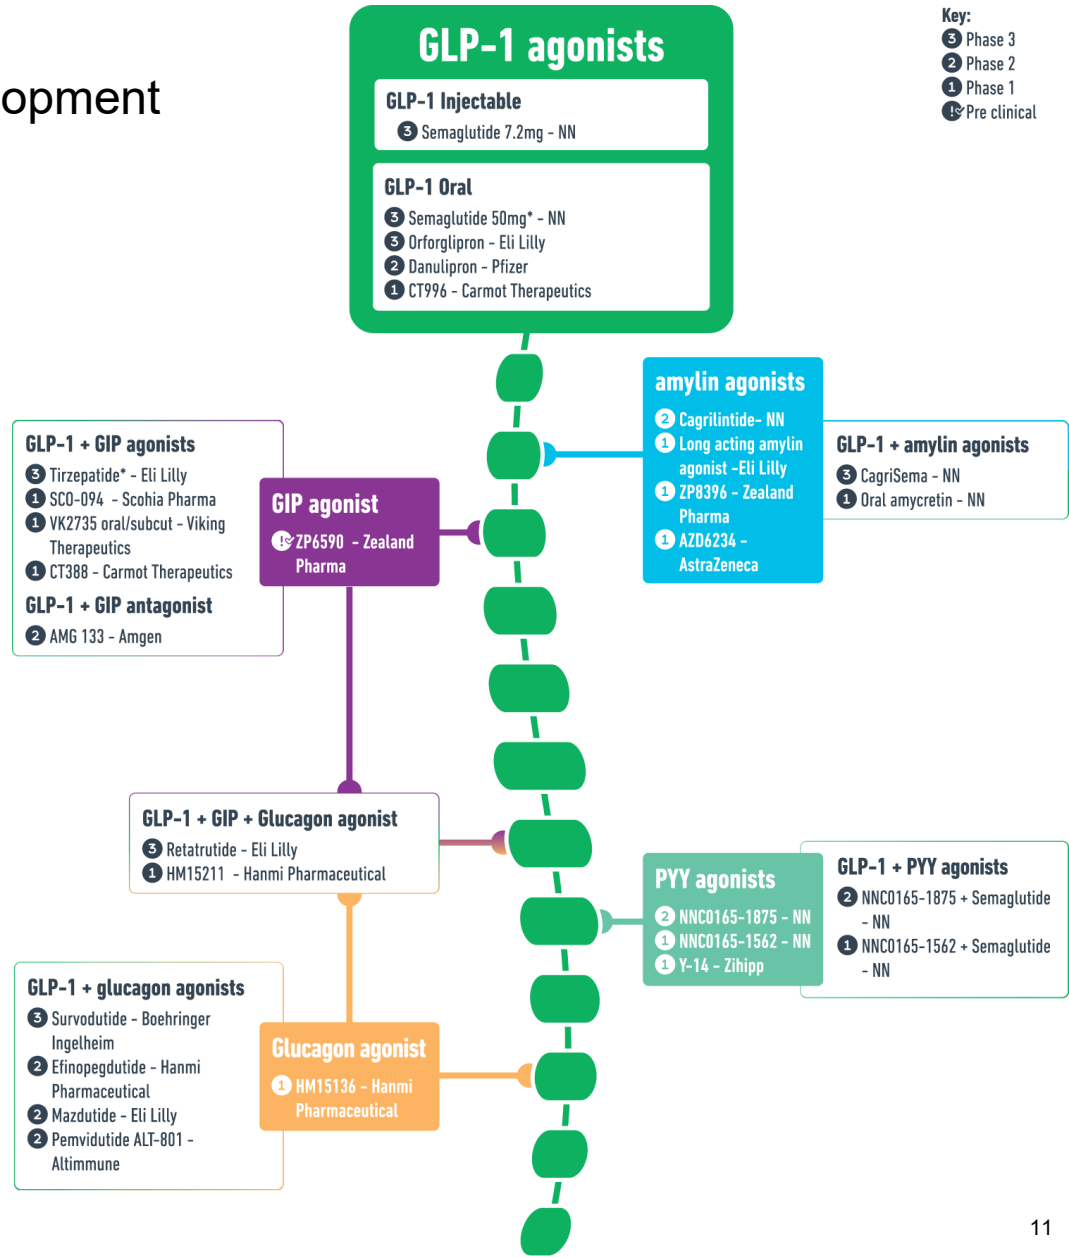 opment
GLP-1 agonists
GLP-1 Injectable
3 Semaglutide 7.2mg - NN
GLP-1 Oral
3 Semaglutide 50mg* - NN
3 Orforglipron - Eli Lilly
2 Danulipron - Pfizer
1 CT996 - Carmot Therapeutics
Key:
3 Phase 3
2 Phase 2
1 Phase 1
! Pre clinical
amylin agonists
2 Cagrilintide- NN
1 Long acting amylin
agonist -Eli Lilly
1 ZP8396 - Zealand
Pharma
1 AZD6234 -
AstraZeneca
GLP-1 + amylin agonists
3 CagriSema - NN
1 Oral amycretin - NN
GLP-1 + GIP agonists
3 Tirzepatide* - Eli Lilly
1 SCO-094 - Scohia Pharma
1 VK2735 oral/subcut - Viking
Therapeutics
1 CT388 - Carmot Therapeutics
GLP-1 + GIP antagonist
2 AMG 133 - Amgen
GIP agonist
! ZP6590 - Zealand
Pharma
GLP-1 + GIP + Glucagon agonist
3 Retatrutide - Eli Lilly
1 HM15211 - Hanmi Pharmaceutical
PYY agonists
2 NNC0165-1875 - NN
1 NNC0165-1562 - NN
1 Y-14 - Zihipp
GLP-1 + PYY agonists
2 NNC0165-1875 + Semaglutide
- NN
1 NNC0165-1562 + Semaglutide
- NN
GLP-1 + glucagon agonists
3 Survodutide - Boehringer
Ingelheim
2 Efinopegdutide - Hanmi
Pharmaceutical
2 Mazdutide - Eli Lilly
2 Pemvidutide ALT-801 -
Altimmune
Glucagon agonist
1 HM15136 - Hanmi
Pharmaceutical
11